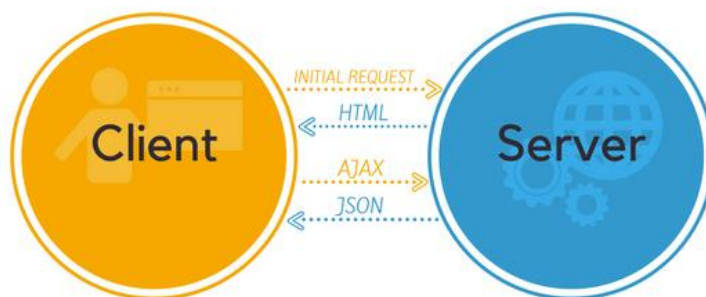 Client
INITIAL REQUEST
HTML
AJAX
JSON
Server